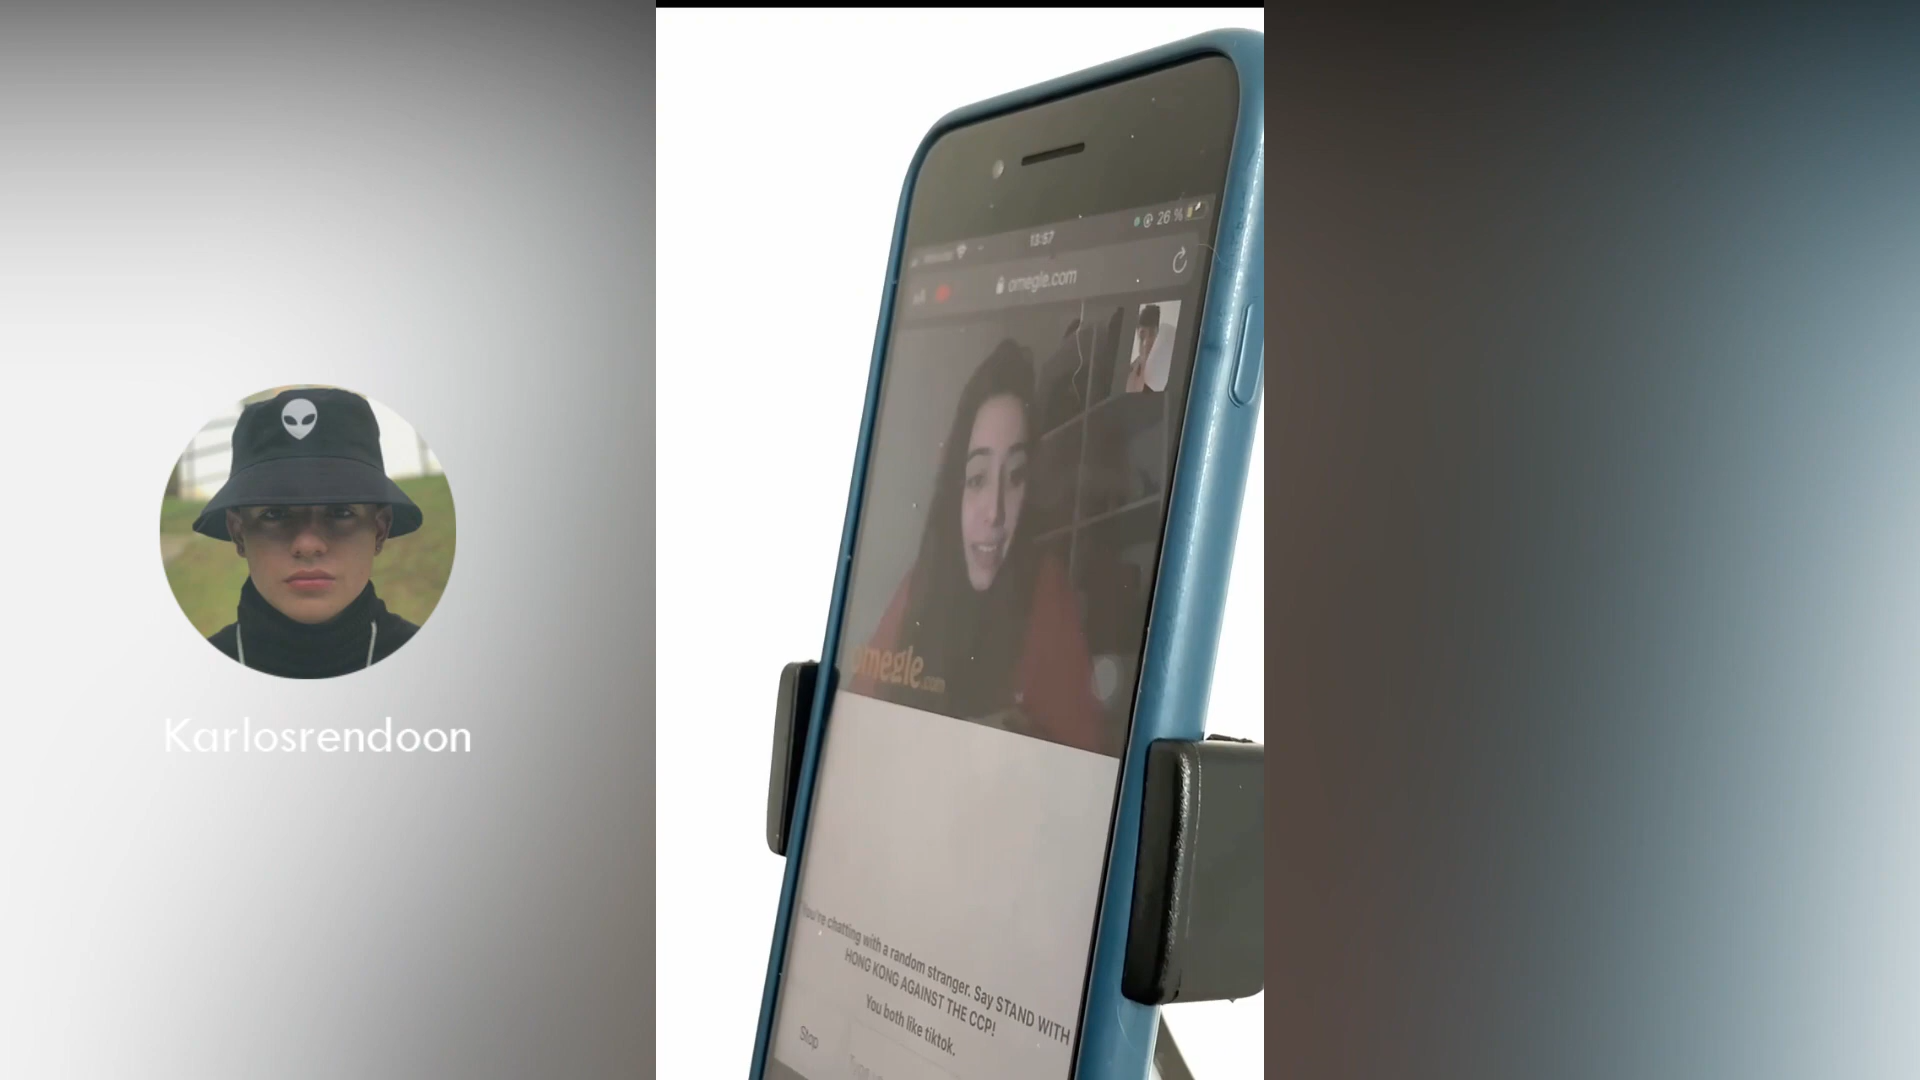 26 %
13:57
omegle.com
omegle.com
Karlosrendoon
You're chatting with a random stranger. Say STAND WITH
HONG KONG AGAINST THE CCP!
You both like tiktok.
Stop